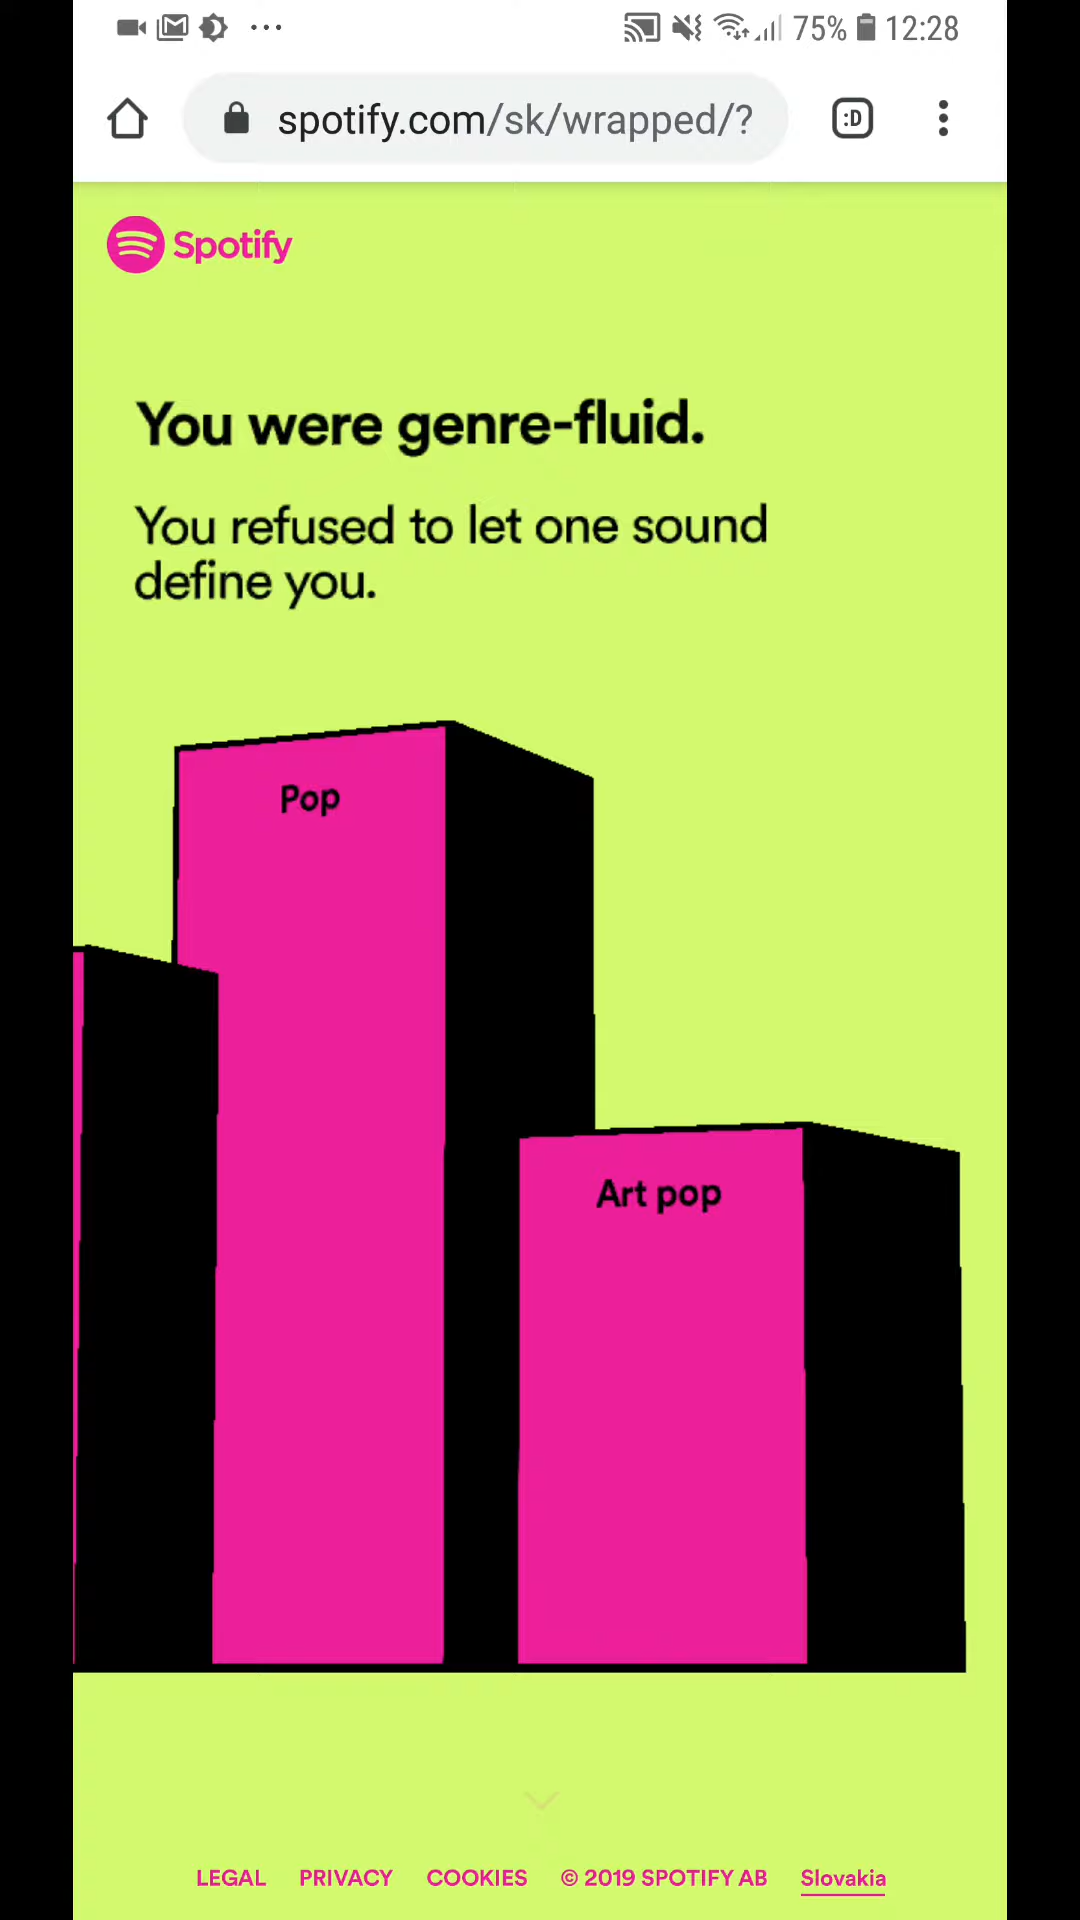 75% 12:28
spotify.com/sk/wrapped/?
:D
Spotify
You were genre-fluid.
You refused to let one sound
define you.
Pop
Art pop
LEGAL PRIVACY COOKIES © 2019 SPOTIFY AB Slovakia